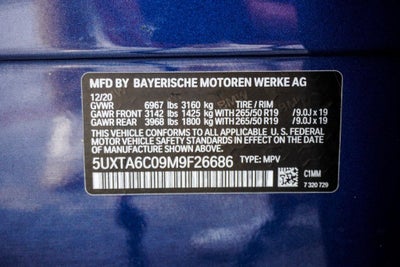 MFD BY BAYERISCHE MOTOREN WERKE AG
12/20
GVWR 6967 lbs 3160 kg TIRE / RIM
GAWR FRONT 3142 lbs 1425 kg 265/50 R19 /9.0J x 19
GAWR REAR 3968 lbs 1800 kg 265/50 R19 /9.0J x 19
THIS VEHICLE CONFORMS TO ALL APPLICABLE U. S. FEDERAL
MOTOR VEHICLE SAFETY STANDARDS IN EFFECT ON THE
DATE OF MANUFACTURE SHOWN ABOVE.
5UXTA6C09M9F26686 TYPE: MPV
C1MM
7 320 729